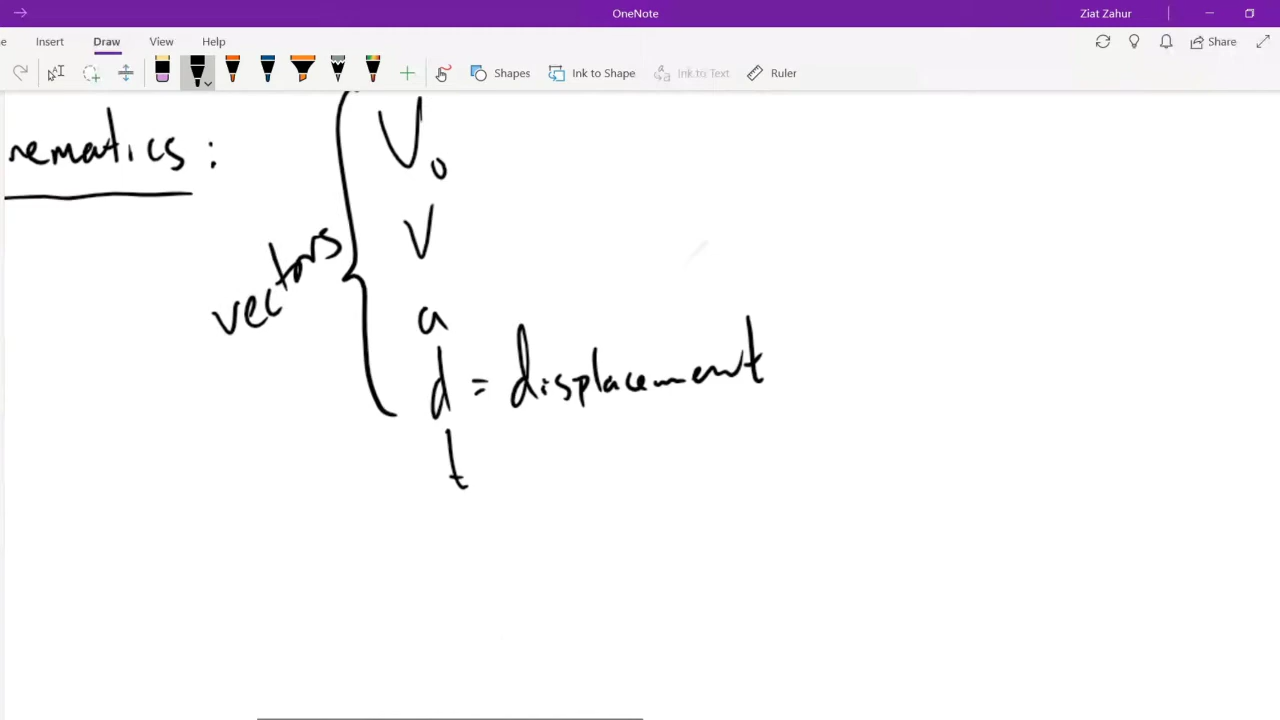 OneNote
Ziat Zahur
e Insert Draw View Help Share
Shapes Ink to Shape Ink to Text Ruler
nematics:
vectors
V₀
V
a
d = displacement
t